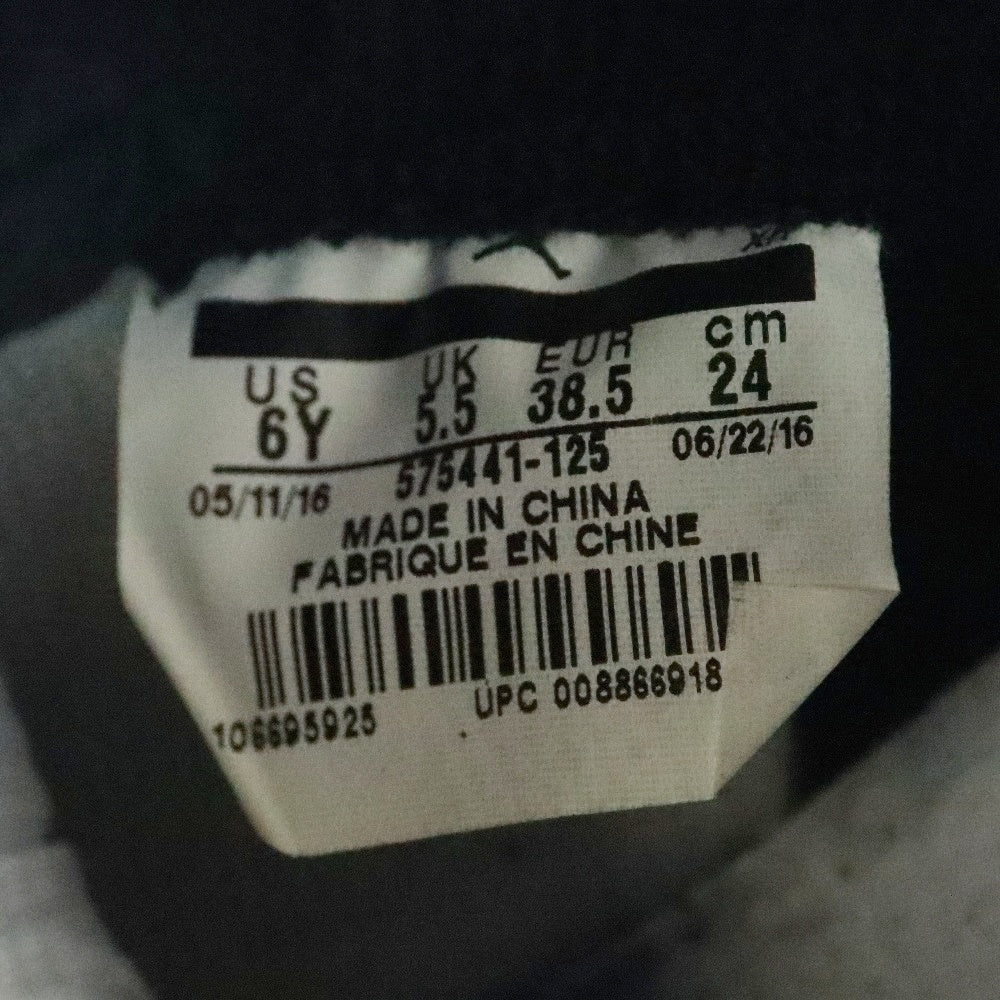 US UK EUR cm
6Y 5.5 38.5 24
05/11/16 575441-125 06/22/16
MADE IN CHINA
FABRIQUE EN CHINE
106695925 UPC 008866918